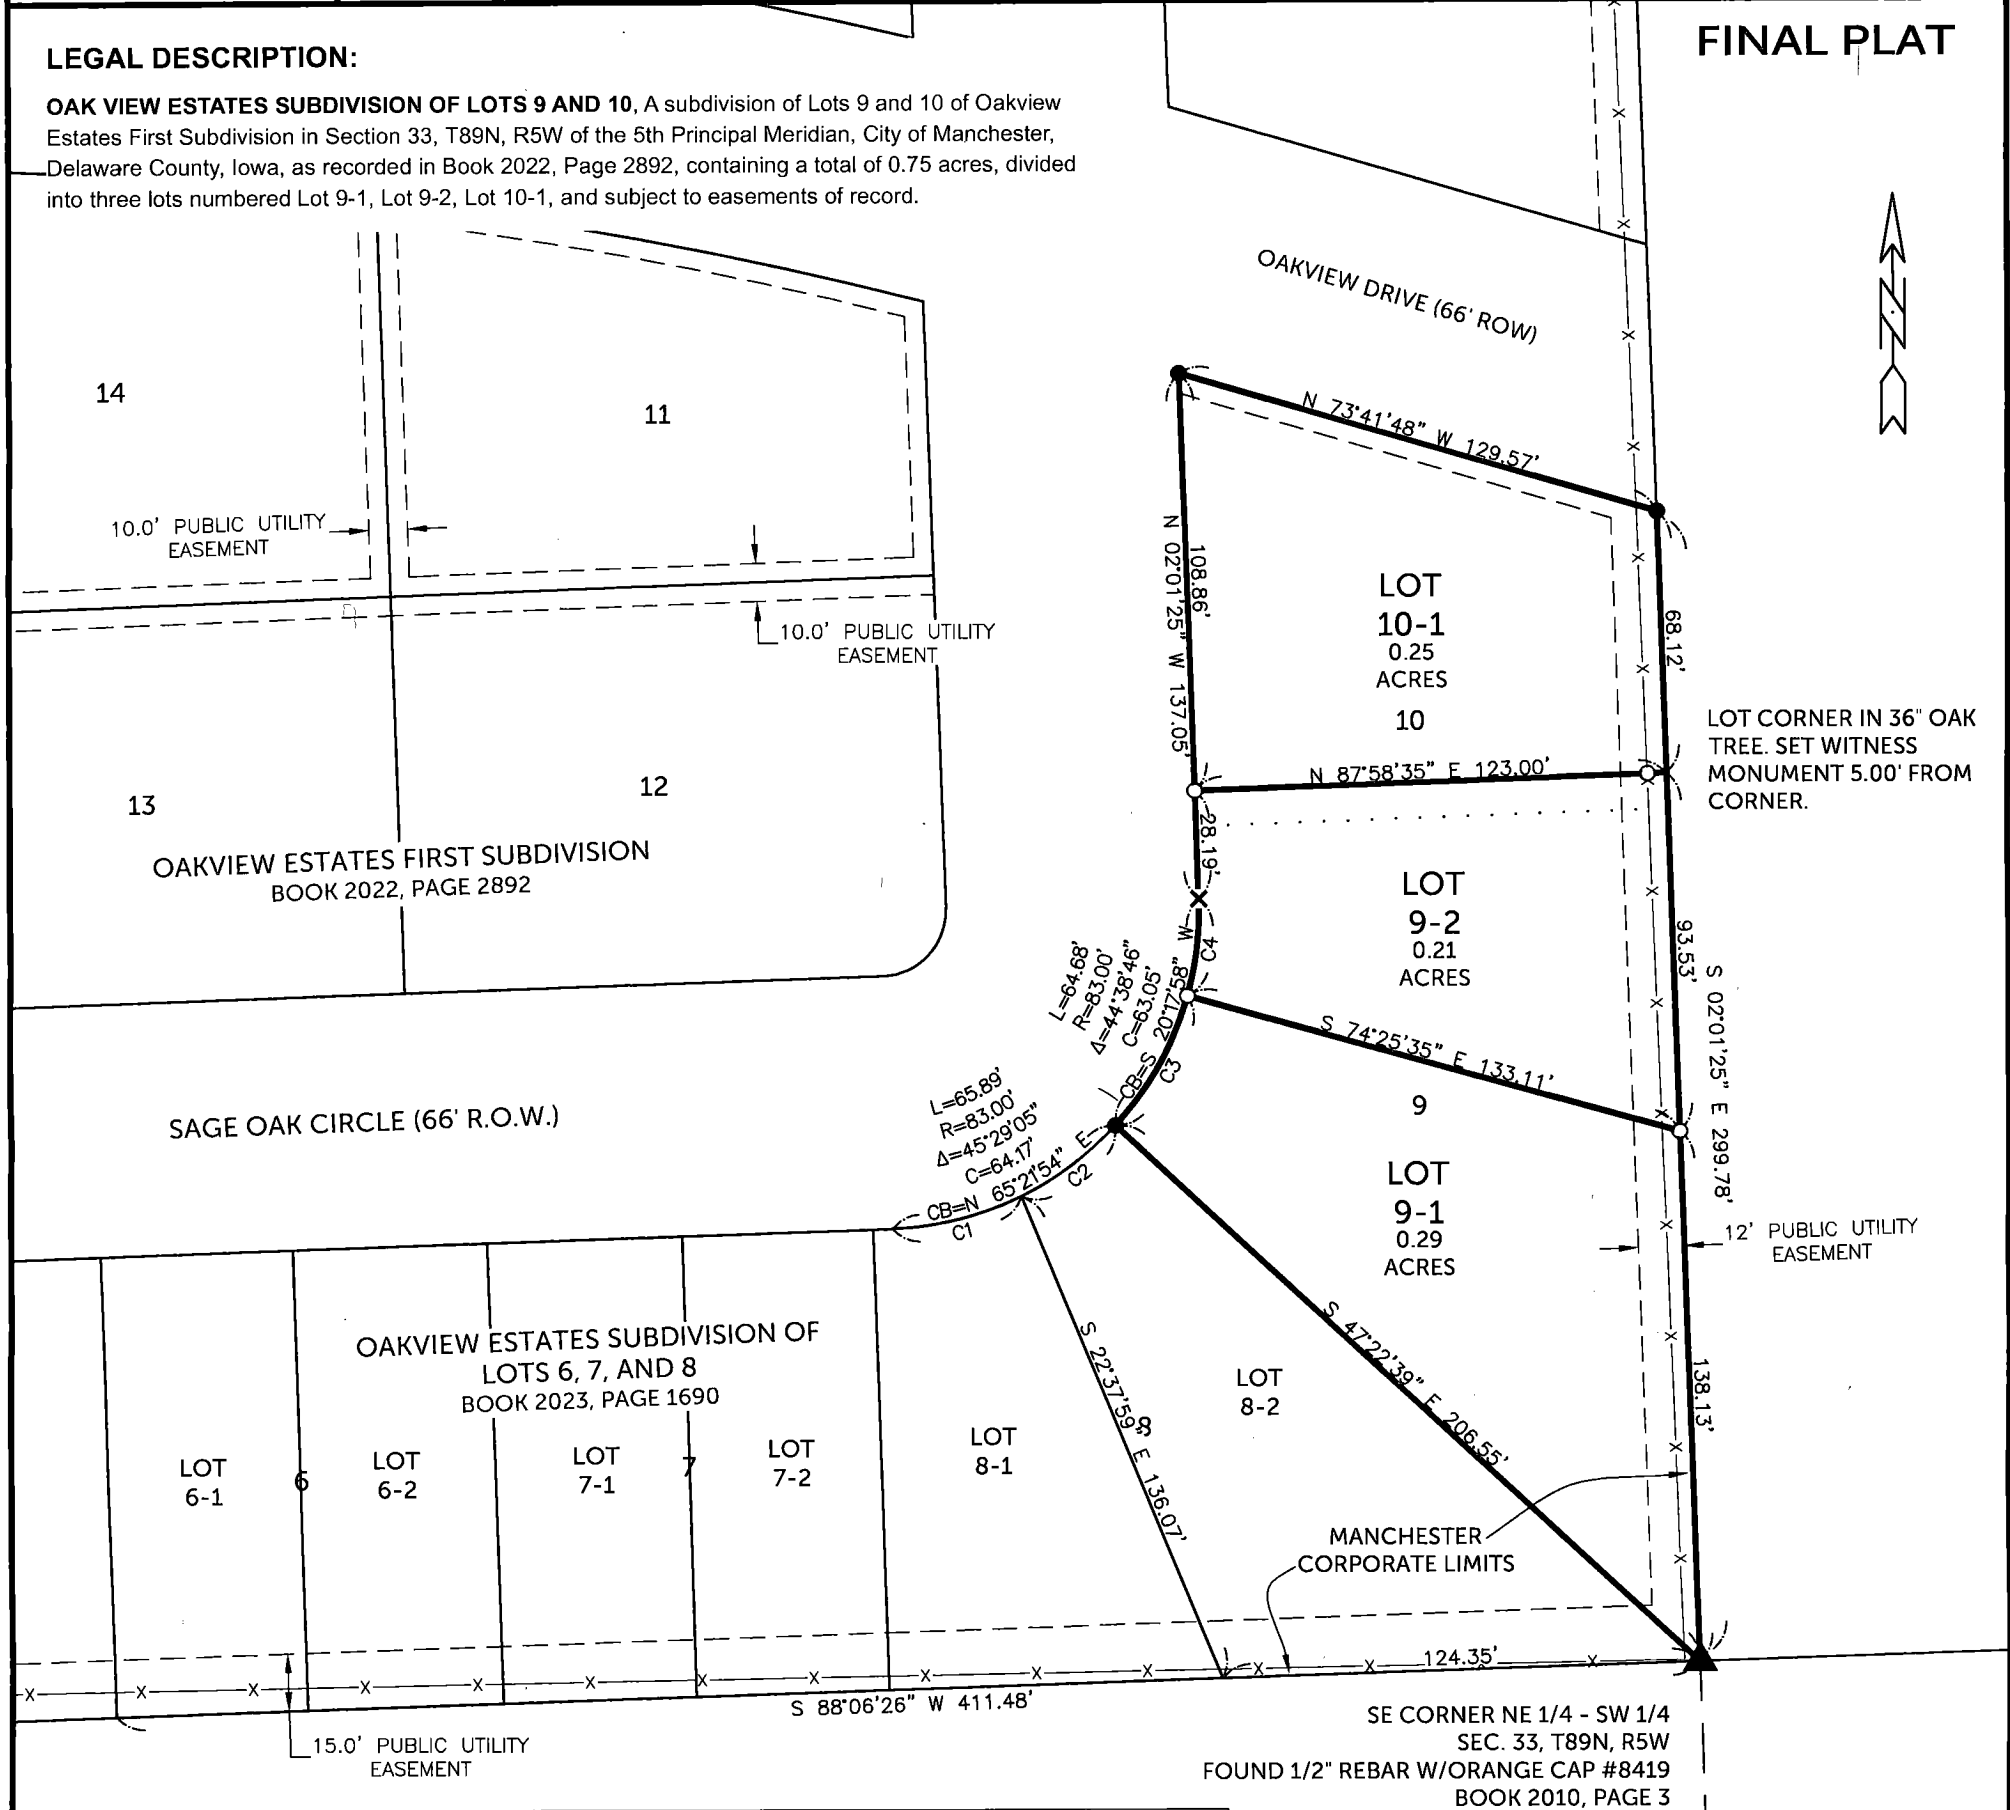 FINAL PLAT
LEGAL DESCRIPTION:
OAK VIEW ESTATES SUBDIVISION OF LOTS 9 AND 10, A subdivision of Lots 9 and 10 of Oakview
Estates First Subdivision in Section 33, T89N, R5W of the 5th Principal Meridian, City of Manchester,
Delaware County, Iowa, as recorded in Book 2022, Page 2892, containing a total of 0.75 acres, divided
into three lots numbered Lot 9-1, Lot 9-2, Lot 10-1, and subject to easements of record.
N
OAKVIEW DRIVE (66' ROW)
14
11
10.0' PUBLIC UTILITY
EASEMENT
10.0' PUBLIC UTILITY
EASEMENT
13
12
OAKVIEW ESTATES FIRST SUBDIVISION
BOOK 2022, PAGE 2892
N 73°41'48" W 129.57'
108.86'
N 02°01'25" W 137.05'
LOT
10-1
0.25
ACRES
10
68.12'
LOT CORNER IN 36" OAK
TREE. SET WITNESS
MONUMENT 5.00' FROM
CORNER.
N 87°58'35" E 123.00'
28.19'
LOT
9-2
0.21
ACRES
93.53'
S 02°01'25" E 299.78'
C4
L=64.68'
R=83.00'
Δ=44°38'46"
C=63.05'
CB=S 20°17'58" W
C3
S 74°25'35" E 133.11'
9
LOT
9-1
0.29
ACRES
12' PUBLIC UTILITY
EASEMENT
L=65.89'
R=83.00'
Δ=45°29'05"
C=64.17'
CB=N 65°21'54" E
C2
C1
SAGE OAK CIRCLE (66' R.O.W.)
OAKVIEW ESTATES SUBDIVISION OF
LOTS 6, 7, AND 8
BOOK 2023, PAGE 1690
LOT
6-1
6
LOT
6-2
LOT
7-1
7
LOT
7-2
LOT
8-1
S 22°37'59" E 136.07'
8
LOT
8-2
S 47°22'39" E 206.55'
138.13'
MANCHESTER
CORPORATE LIMITS
124.35'
S 88°06'26" W 411.48'
15.0' PUBLIC UTILITY
EASEMENT
SE CORNER NE 1/4 - SW 1/4
SEC. 33, T89N, R5W
FOUND 1/2" REBAR W/ORANGE CAP #8419
BOOK 2010, PAGE 3